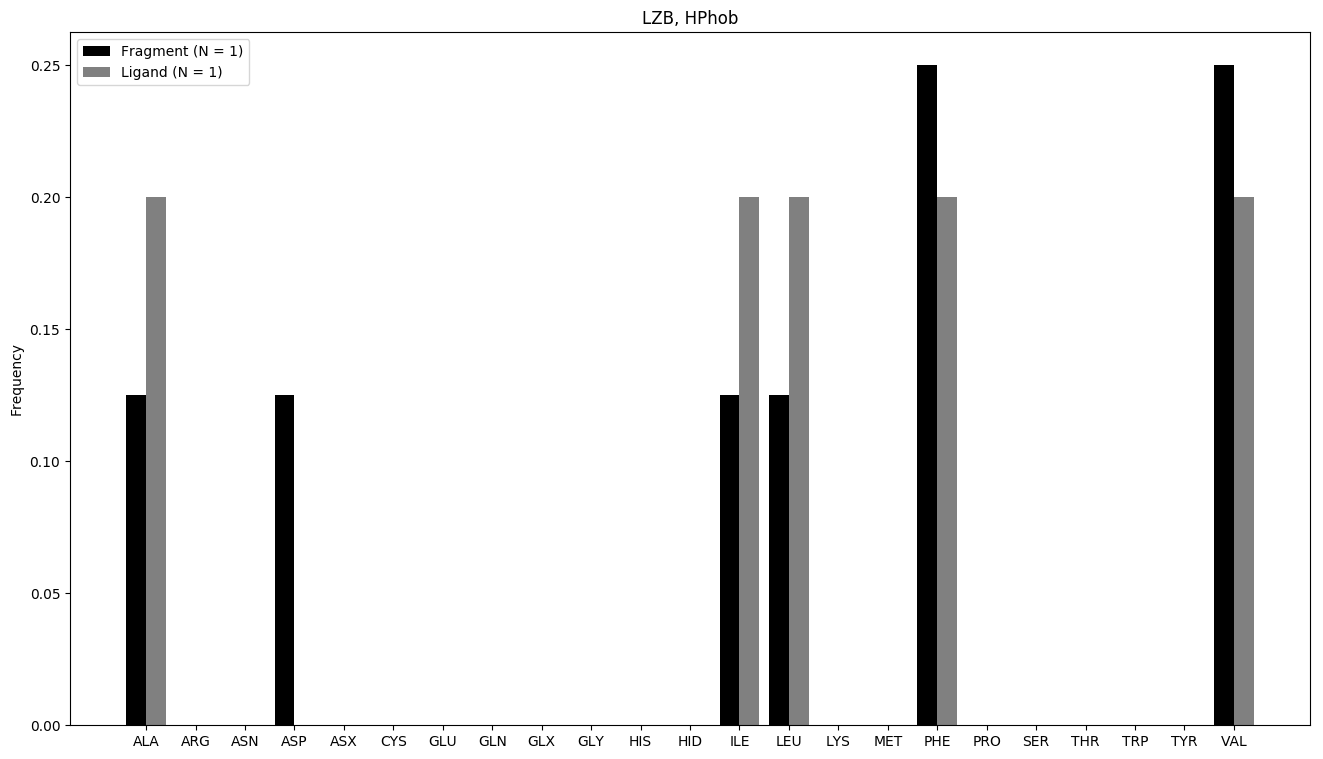 LZB, HPhob
Fragment (N = 1)
Ligand (N = 1)
Frequency
0.25
0.20
0.15
0.10
0.05
0.00
ALA ARG ASN ASP ASX CYS GLU GLN GLX GLY HIS HID ILE LEU LYS MET PHE PRO SER THR TRP TYR VAL